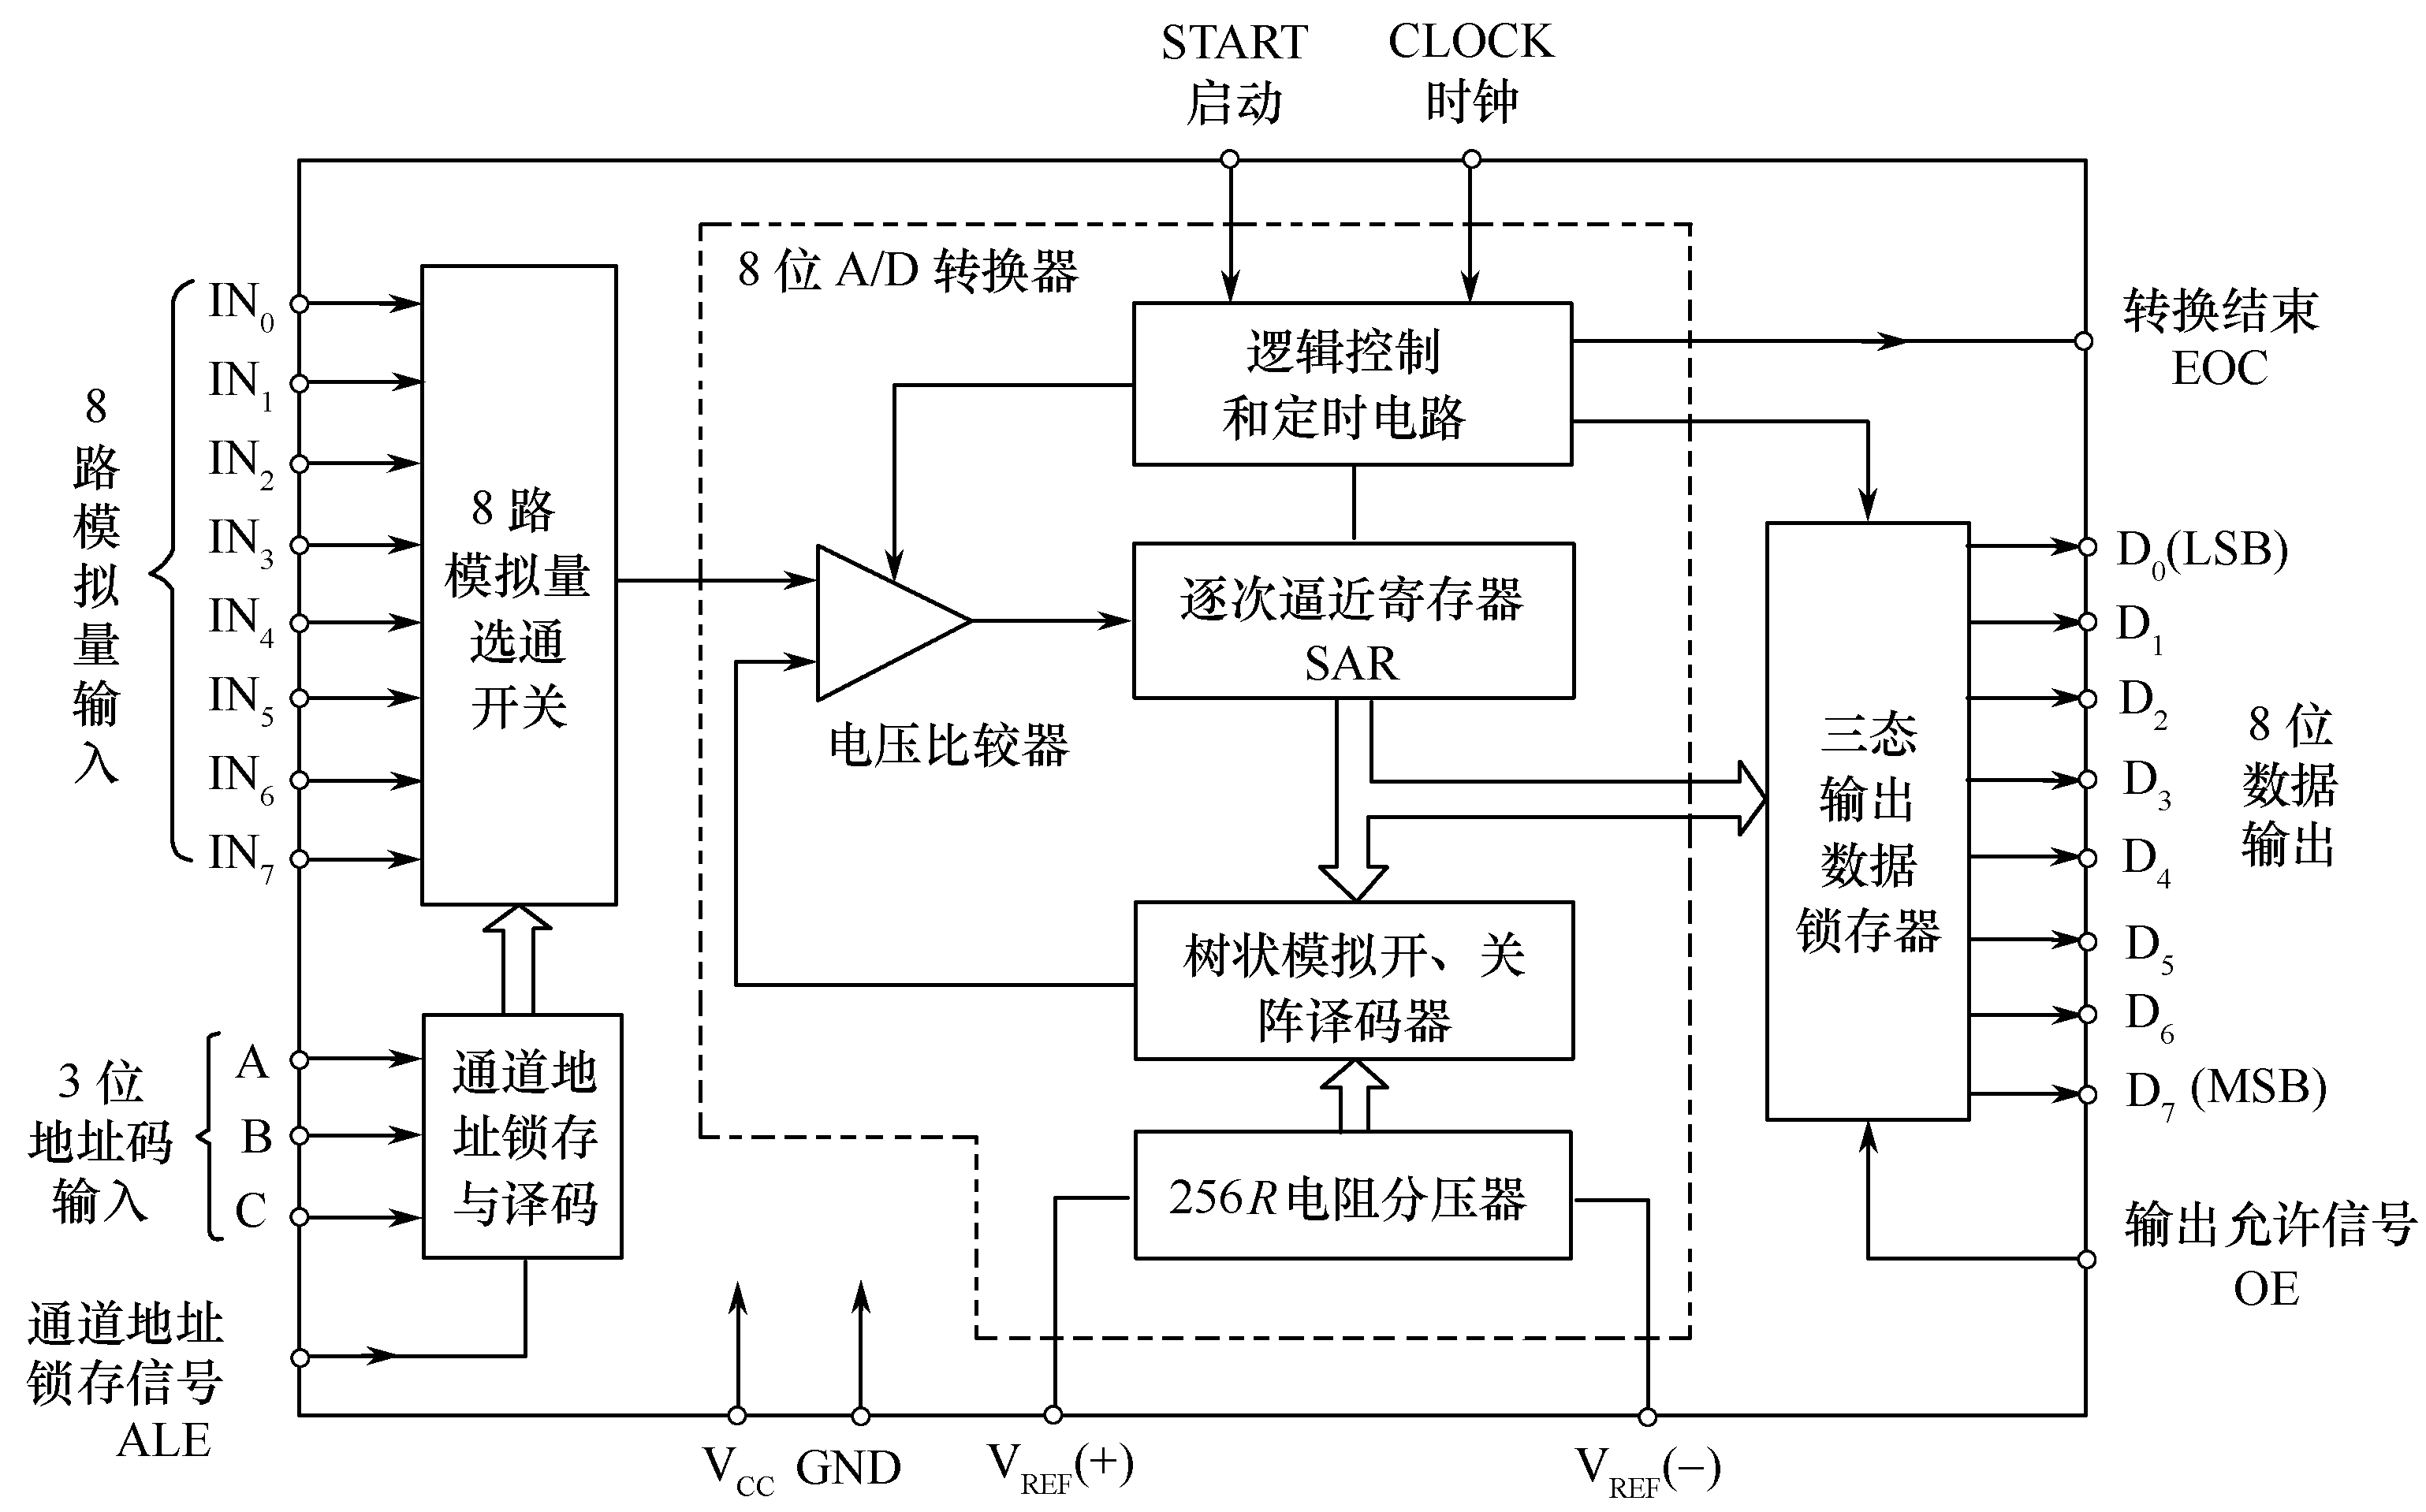 START
启动
CLOCK
时钟
8 位 A/D 转换器
8
路
模
拟
量
输
入
IN0
IN1
IN2
IN3
IN4
IN5
IN6
IN7
8 路
模拟量
选通
开关
逻辑控制
和定时电路
逐次逼近寄存器
SAR
电压比较器
树状模拟开、关
阵译码器
256R电阻分压器
三态
输出
数据
锁存器
转换结束
EOC
D0(LSB)
D1
D2
D3
D4
D5
D6
D7 (MSB)
8 位
数据
输出
输出允许信号
OE
3 位
地址码
输入
A
B
C
通道地
址锁存
与译码
通道地址
锁存信号
ALE
VCC
GND
VREF(+)
VREF(−)